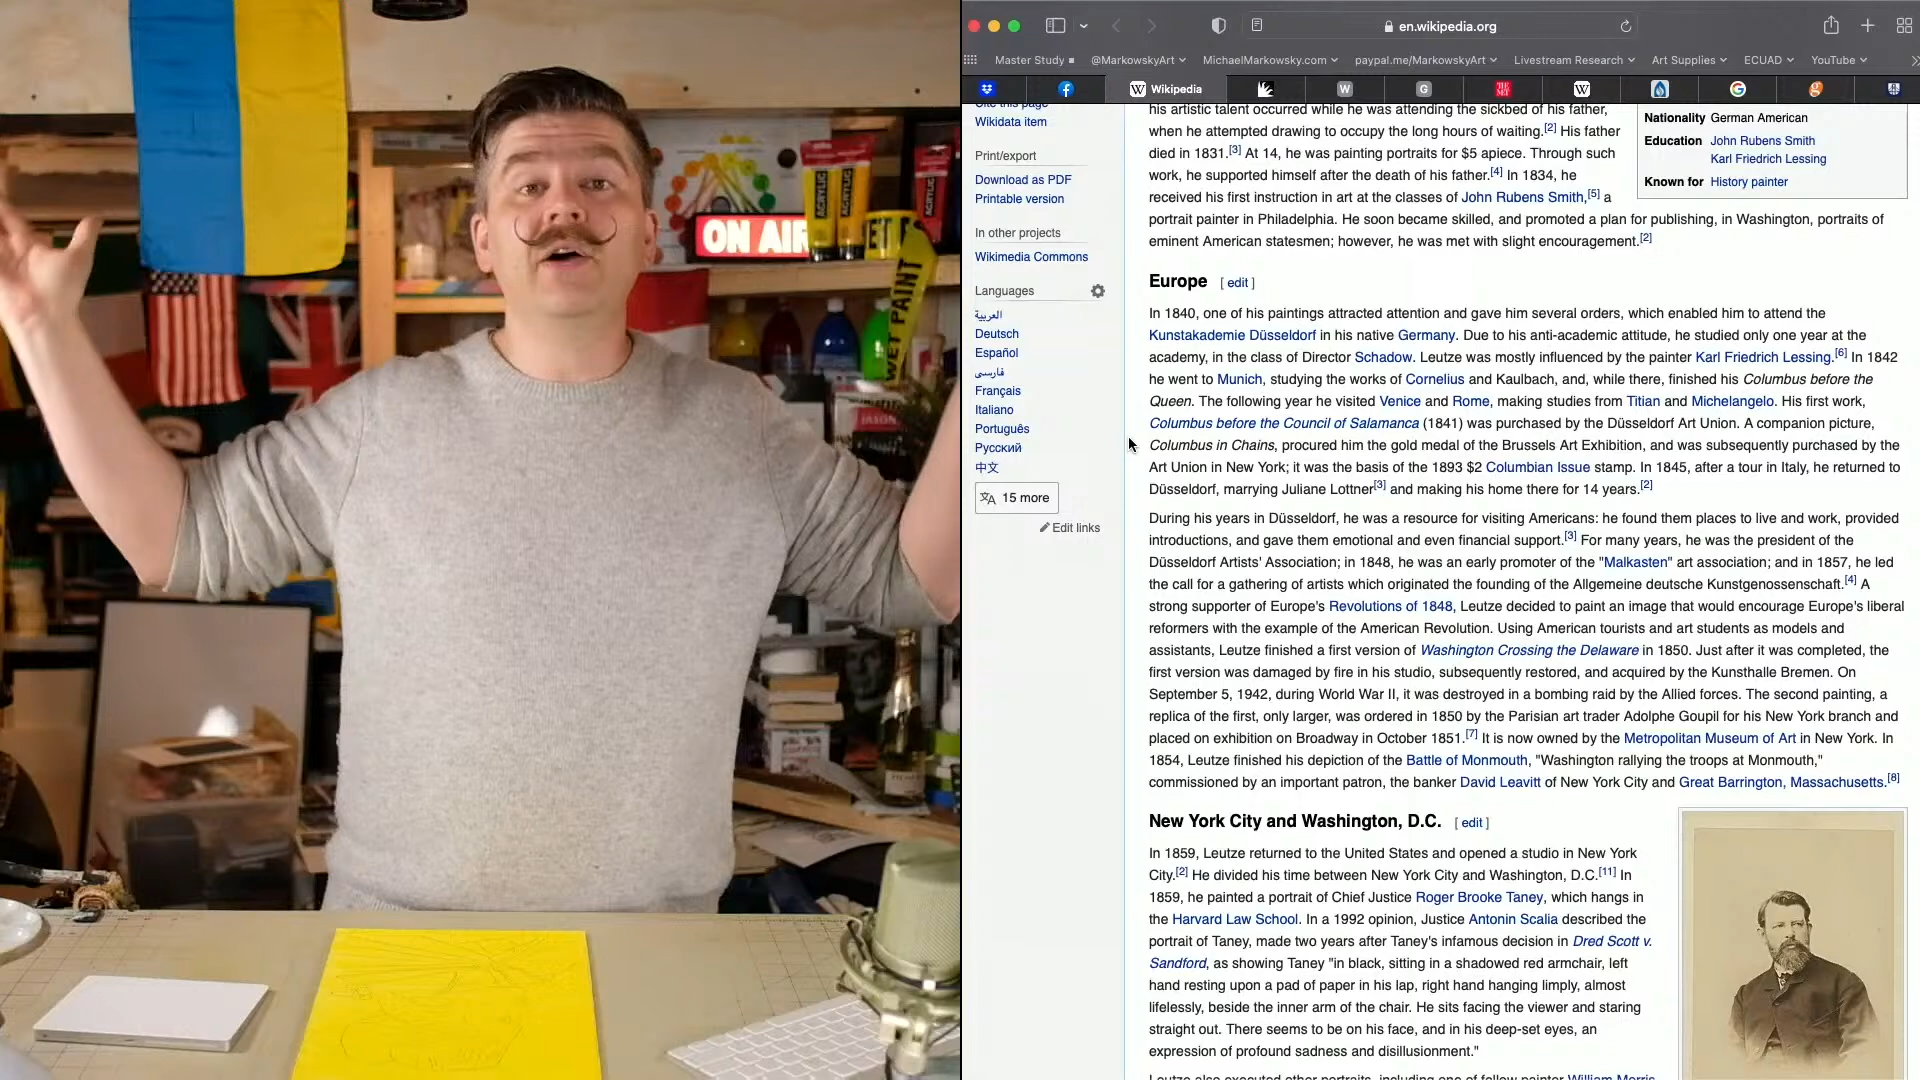 ON AIR
ACRYLIC
ACRYLIC
ACRYLIC
WET PAINT
JASON
en.wikipedia.org
Master Study
@MarkowskyArt
MichaelMarkowsky.com
paypal.me/MarkowskyArt
Livestream Research
Art Supplies
ECUAD
YouTube
W Wikipedia
W
G
W
G
Cite this page
Wikidata item
Print/export
Download as PDF
Printable version
In other projects
Wikimedia Commons
Languages
العربية
Deutsch
Español
فارسی
Français
Italiano
Português
Русский
中文
15 more
Edit links
his artistic talent occurred while he was attending the sickbed of his father,
when he attempted drawing to occupy the long hours of waiting.[2] His father
died in 1831.[3] At 14, he was painting portraits for $5 apiece. Through such
work, he supported himself after the death of his father.[4] In 1834, he
received his first instruction in art at the classes of John Rubens Smith,[5] a
portrait painter in Philadelphia. He soon became skilled, and promoted a plan for publishing, in Washington, portraits of
eminent American statesmen; however, he was met with slight encouragement.[2]
Nationality German American
Education John Rubens Smith
Karl Friedrich Lessing
Known for History painter
Europe [ edit ]
In 1840, one of his paintings attracted attention and gave him several orders, which enabled him to attend the
Kunstakademie Düsseldorf in his native Germany. Due to his anti-academic attitude, he studied only one year at the
academy, in the class of Director Schadow. Leutze was mostly influenced by the painter Karl Friedrich Lessing.[6] In 1842
he went to Munich, studying the works of Cornelius and Kaulbach, and, while there, finished his Columbus before the
Queen. The following year he visited Venice and Rome, making studies from Titian and Michelangelo. His first work,
Columbus before the Council of Salamanca (1841) was purchased by the Düsseldorf Art Union. A companion picture,
Columbus in Chains, procured him the gold medal of the Brussels Art Exhibition, and was subsequently purchased by the
Art Union in New York; it was the basis of the 1893 $2 Columbian Issue stamp. In 1845, after a tour in Italy, he returned to
Düsseldorf, marrying Juliane Lottner[3] and making his home there for 14 years.[2]
During his years in Düsseldorf, he was a resource for visiting Americans: he found them places to live and work, provided
introductions, and gave them emotional and even financial support.[3] For many years, he was the president of the
Düsseldorf Artists' Association; in 1848, he was an early promoter of the "Malkasten" art association; and in 1857, he led
the call for a gathering of artists which originated the founding of the Allgemeine deutsche Kunstgenossenschaft.[4] A
strong supporter of Europe's Revolutions of 1848, Leutze decided to paint an image that would encourage Europe's liberal
reformers with the example of the American Revolution. Using American tourists and art students as models and
assistants, Leutze finished a first version of Washington Crossing the Delaware in 1850. Just after it was completed, the
first version was damaged by fire in his studio, subsequently restored, and acquired by the Kunsthalle Bremen. On
September 5, 1942, during World War II, it was destroyed in a bombing raid by the Allied forces. The second painting, a
replica of the first, only larger, was ordered in 1850 by the Parisian art trader Adolphe Goupil for his New York branch and
placed on exhibition on Broadway in October 1851.[7] It is now owned by the Metropolitan Museum of Art in New York. In
1854, Leutze finished his depiction of the Battle of Monmouth, "Washington rallying the troops at Monmouth,"
commissioned by an important patron, the banker David Leavitt of New York City and Great Barrington, Massachusetts.[8]
New York City and Washington, D.C. [ edit ]
In 1859, Leutze returned to the United States and opened a studio in New York
City.[2] He divided his time between New York City and Washington, D.C.[11] In
1859, he painted a portrait of Chief Justice Roger Brooke Taney, which hangs in
the Harvard Law School. In a 1992 opinion, Justice Antonin Scalia described the
portrait of Taney, made two years after Taney's infamous decision in Dred Scott v.
Sandford, as showing Taney "in black, sitting in a shadowed red armchair, left
hand resting upon a pad of paper in his lap, right hand hanging limply, almost
lifelessly, beside the inner arm of the chair. He sits facing the viewer and staring
straight out. There seems to be on his face, and in his deep-set eyes, an
expression of profound sadness and disillusionment."
Leutze also executed other portraits, including one of fellow painter William Morris